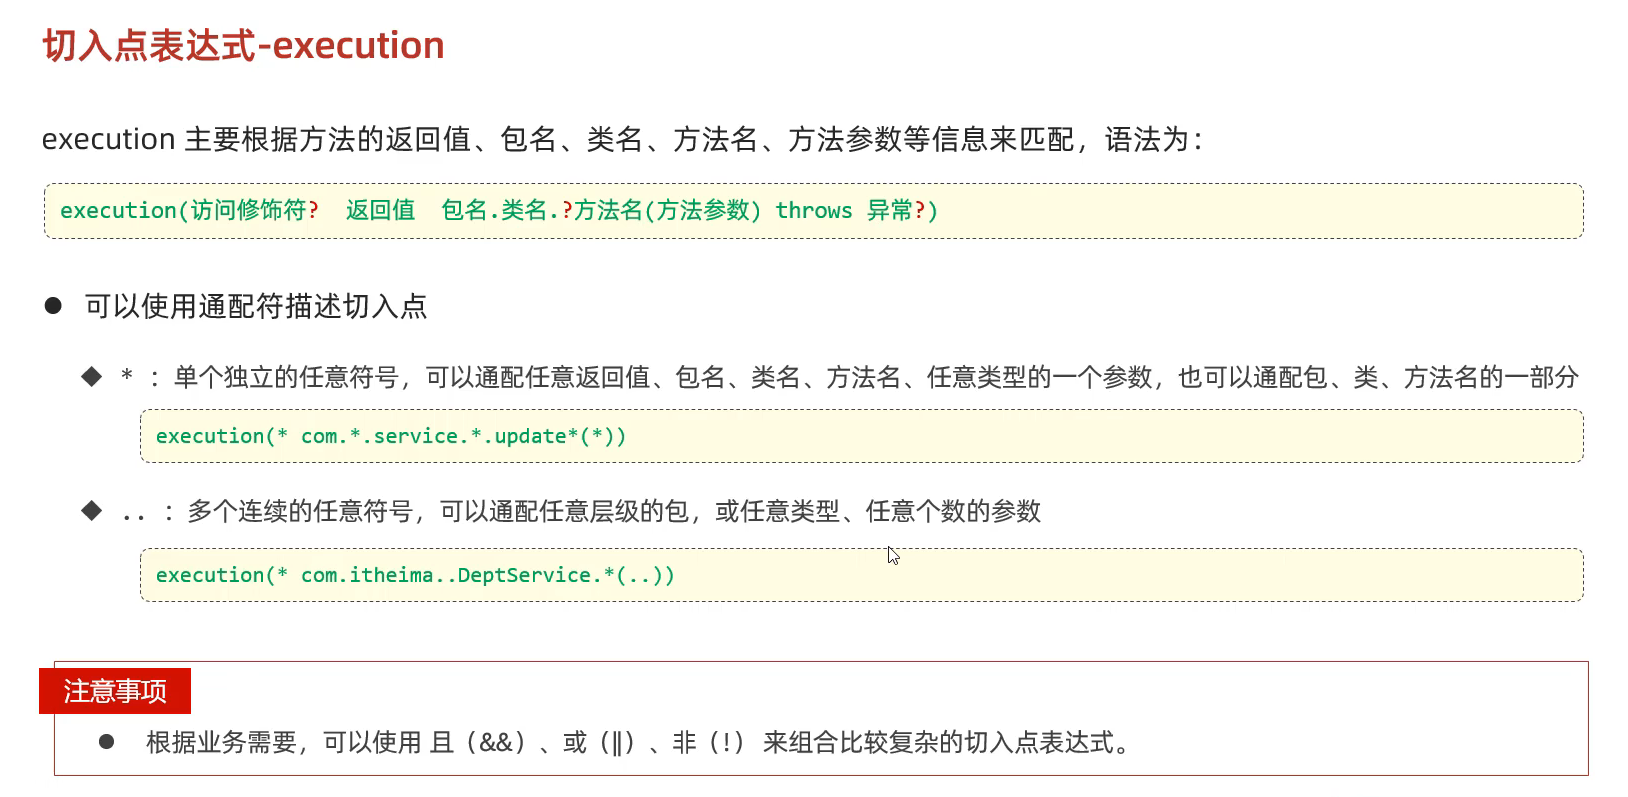 切入点表达式-execution
execution 主要根据方法的返回值、包名、类名、方法名、方法参数等信息来匹配，语法为：
execution(访问修饰符?  返回值  包名.类名.?方法名(方法参数) throws 异常?)
● 可以使用通配符描述切入点
◆ * ：单个独立的任意符号，可以通配任意返回值、包名、类名、方法名、任意类型的一个参数，也可以通配包、类、方法名的一部分
execution(* com.*.service.*.update*(*))
◆ .. ：多个连续的任意符号，可以通配任意层级的包，或任意类型、任意个数的参数
execution(* com.itheima..DeptService.*(..))
注意事项
● 根据业务需要，可以使用 且（&&）、或（||）、非（!） 来组合比较复杂的切入点表达式。